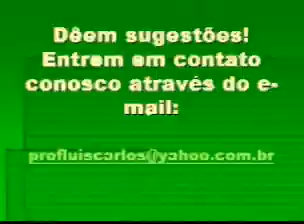 Dêem sugestões!
Entrem em contato
conosco através do e-
mail:
profluiscarlos@yahoo.com.br